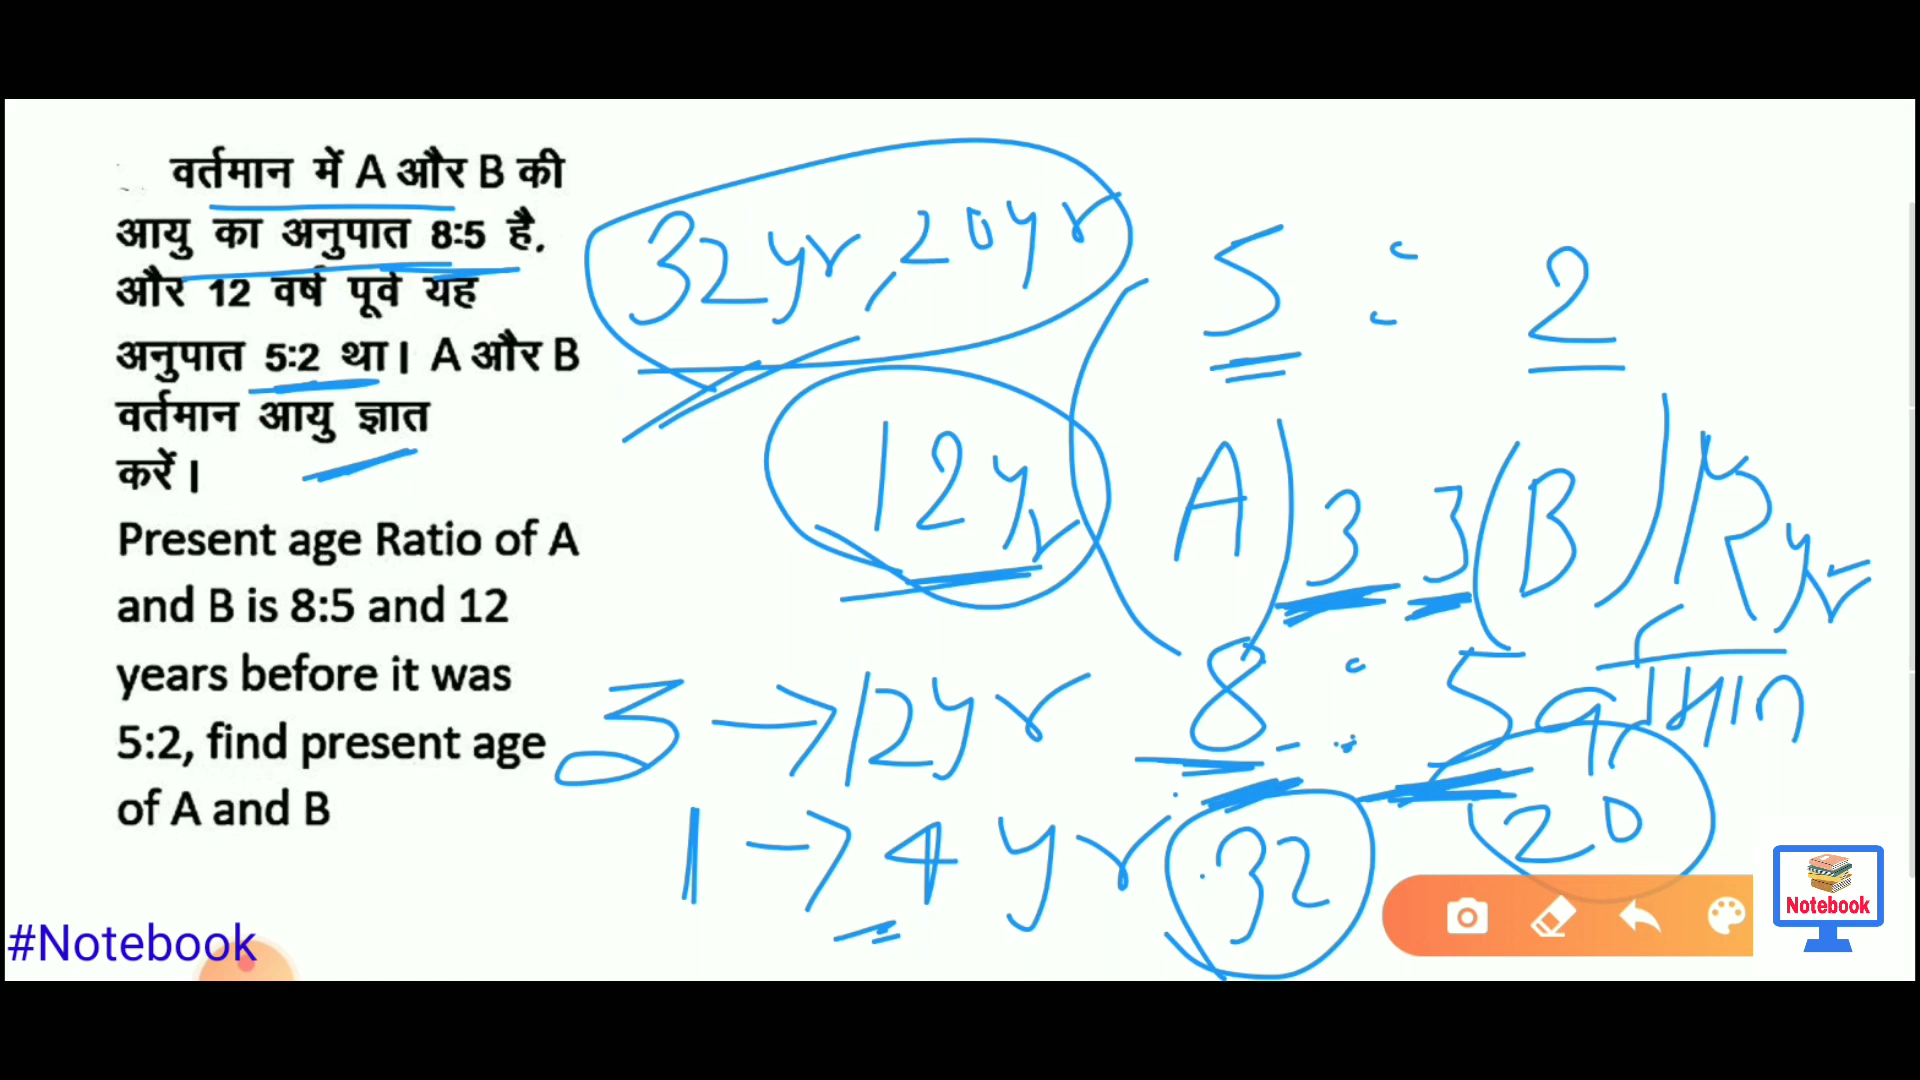 वर्तमान में A और B की
आयु का अनुपात 8:5 है,
और 12 वर्ष पूर्व यह
अनुपात 5:2 था। A और B
वर्तमान आयु ज्ञात
करें।
Present age Ratio of A
and B is 8:5 and 12
years before it was
5:2, find present age
of A and B
#Notebook
32yr, 20yr
5 : 2
12yr
A 3 3 B
8 : 5
3 → 12yr
1 → 4 yr
32
20
Notebook